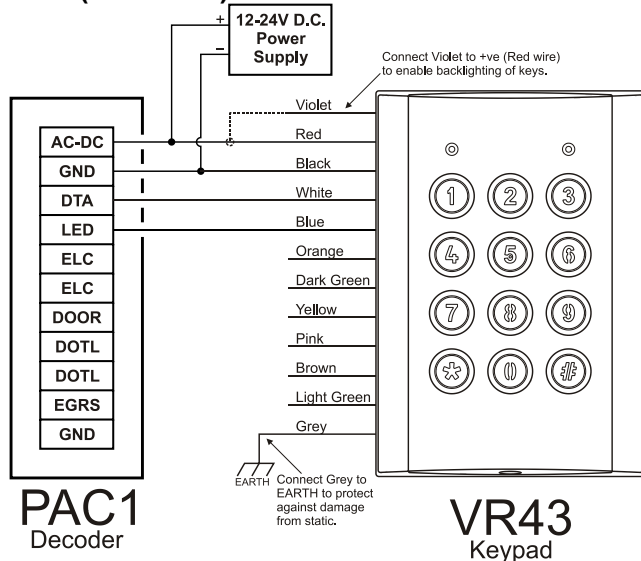 12-24V D.C.
Power
Supply
+
–
Connect Violet to +ve (Red wire)
to enable backlighting of keys.
AC-DC
GND
DTA
LED
ELC
ELC
DOOR
DOTL
DOTL
EGRS
GND
Violet
Red
Black
White
Blue
Orange
Dark Green
Yellow
Pink
Brown
Light Green
Grey
1 2 3
4 5 6
7 8 9
* 0 #
EARTH
Connect Grey to
EARTH to protect
against damage
from static.
PAC1
Decoder
VR43
Keypad